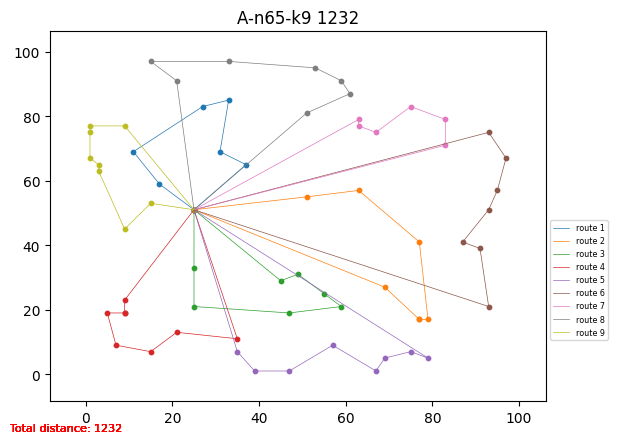 A-n65-k9 1232
100
80
60
40
20
0
0 20 40 60 80 100
route 1
route 2
route 3
route 4
route 5
route 6
route 7
route 8
route 9
Total distance: 1232